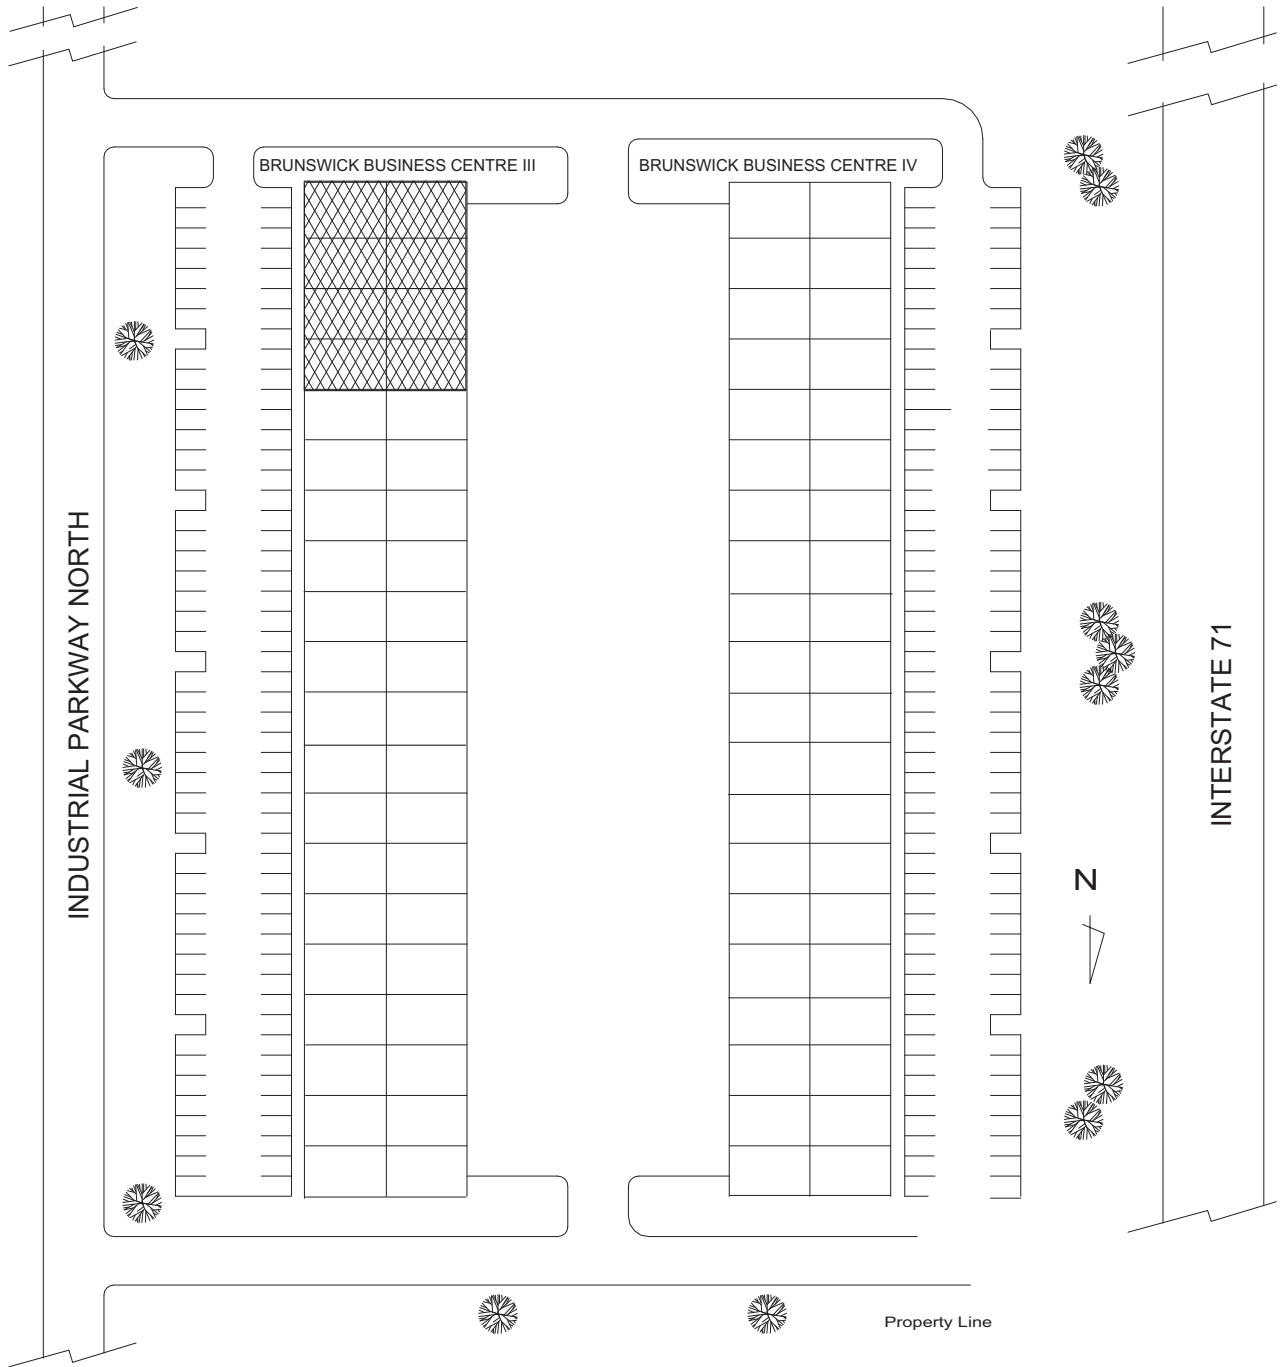 BRUNSWICK BUSINESS CENTRE III
BRUNSWICK BUSINESS CENTRE IV
INDUSTRIAL PARKWAY NORTH
INTERSTATE 71
N
Property Line